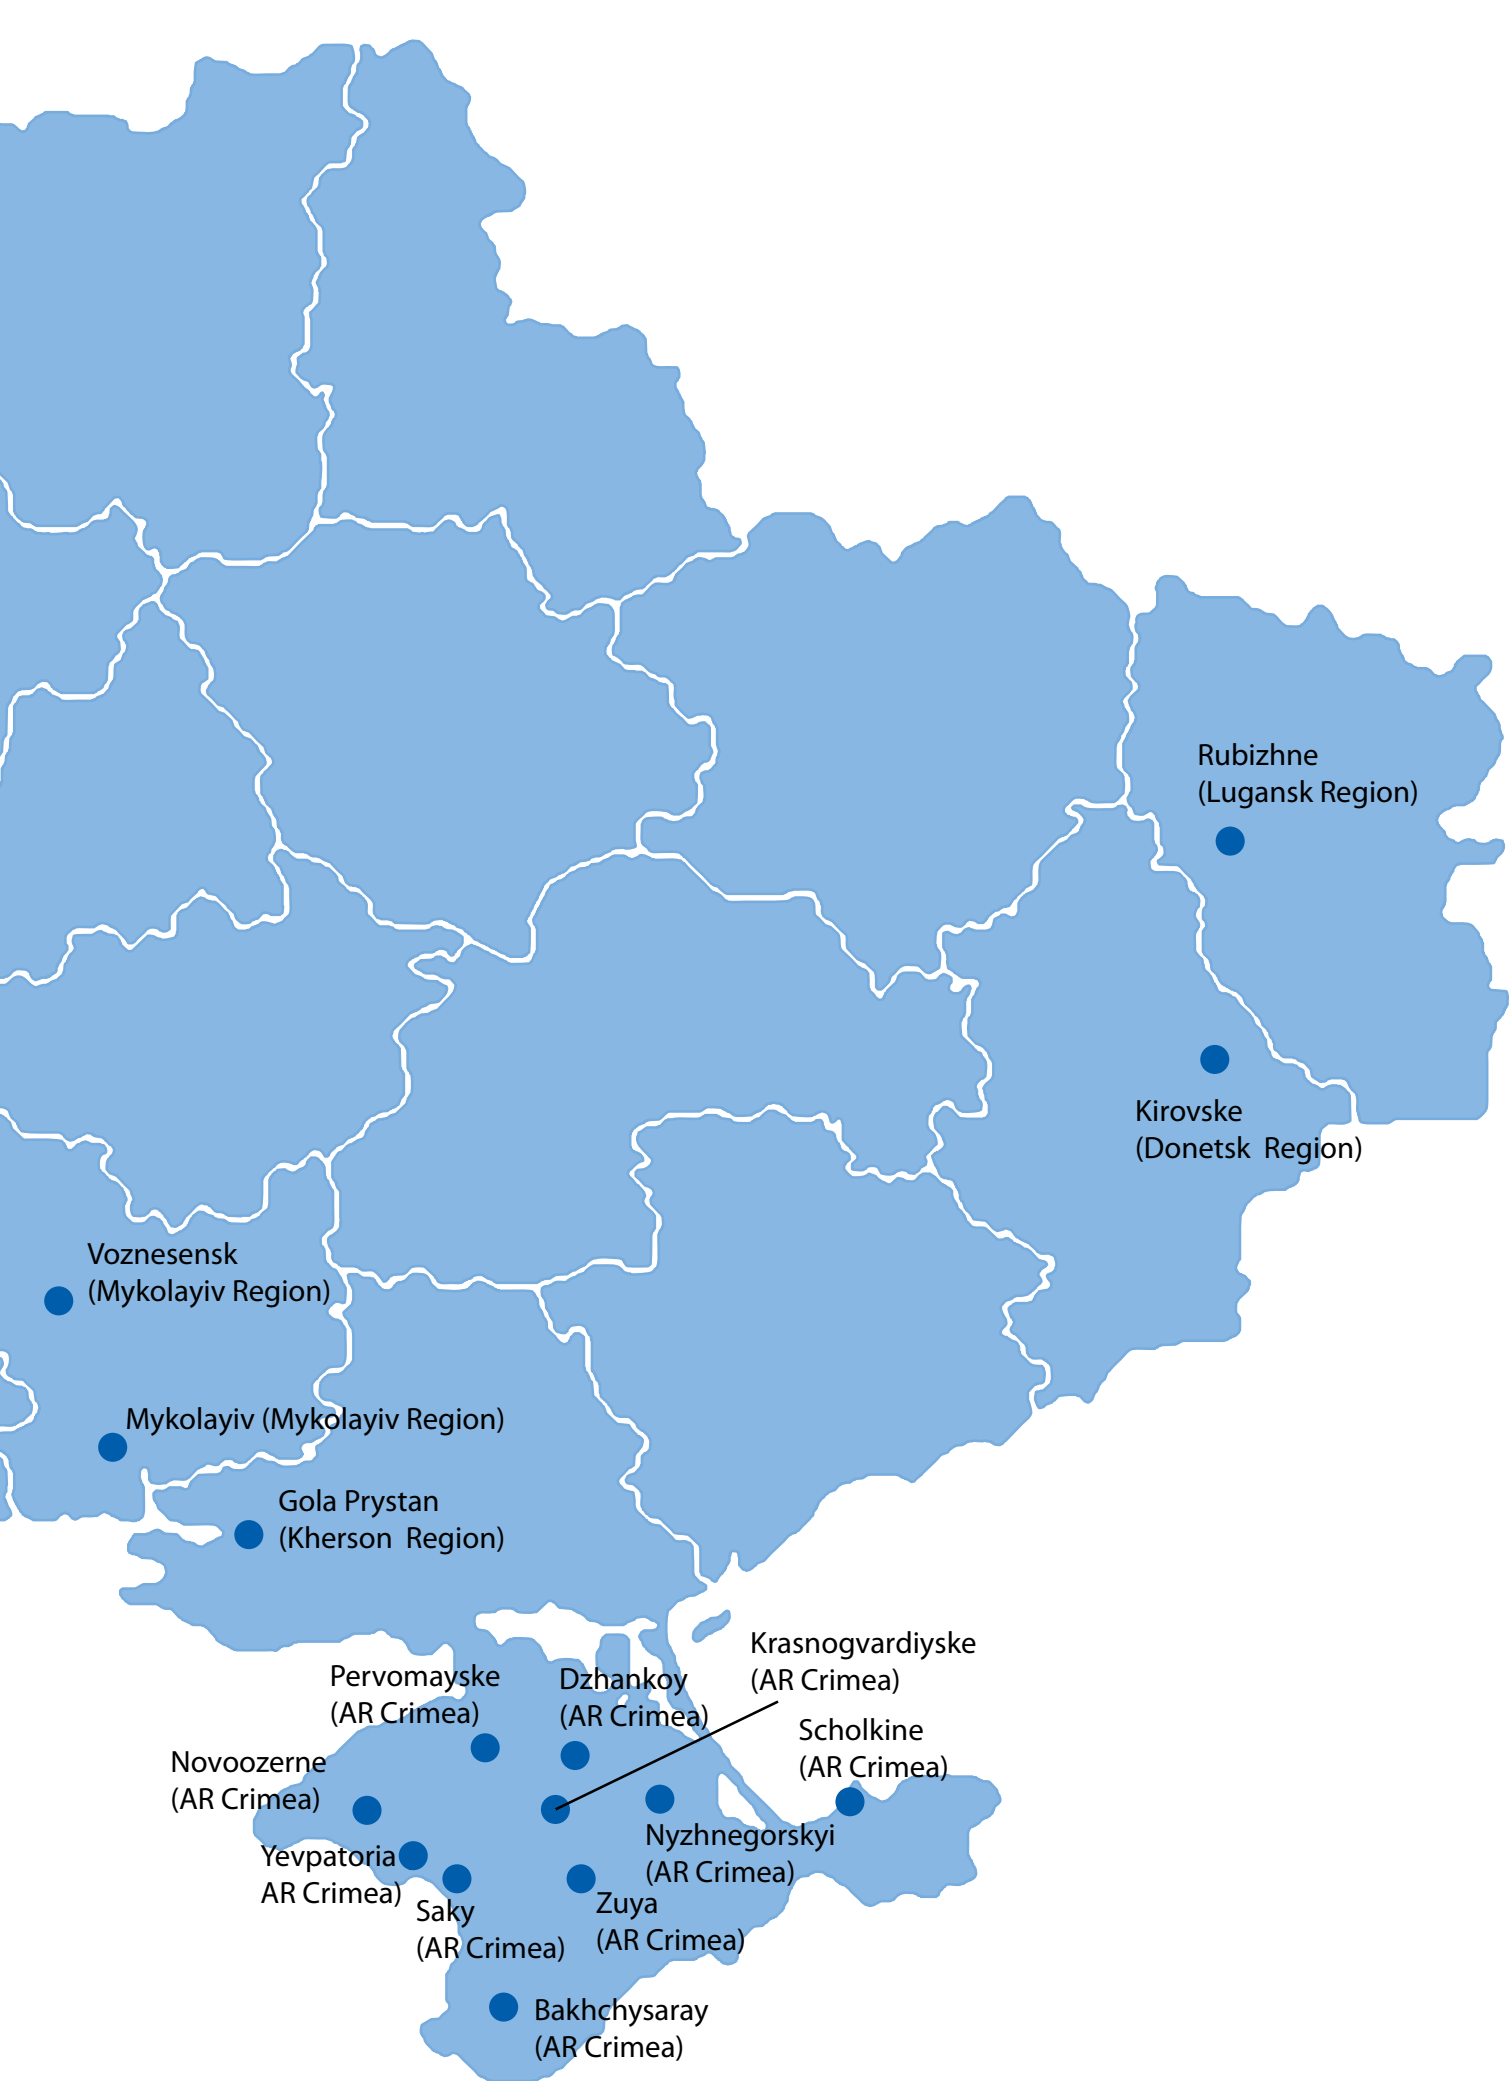 Rubizhne
(Lugansk Region)
Kirovske
(Donetsk  Region)
Voznesensk
(Mykolayiv Region)
Mykolayiv (Mykolayiv Region)
Gola Prystan
(Kherson  Region)
Krasnogvardiyske
(AR Crimea)
Pervomayske
(AR Crimea)
Dzhankoy
(AR Crimea)
Scholkine
(AR Crimea)
Novoozerne
(AR Crimea)
Nyzhnegorskyi
(AR Crimea)
Yevpatoria
AR Crimea)
Saky
(AR Crimea)
Zuya
(AR Crimea)
Bakhchysaray
(AR Crimea)